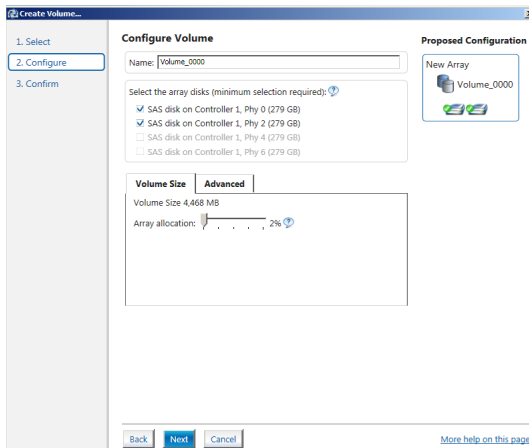 Create Volume...
1. Select
2. Configure
3. Confirm
Configure Volume
Name: Volume_0000
Select the array disks (minimum selection required): ?
SAS disk on Controller 1, Phy 0 (279 GB)
SAS disk on Controller 1, Phy 2 (279 GB)
SAS disk on Controller 1, Phy 4 (279 GB)
SAS disk on Controller 1, Phy 6 (279 GB)
Volume Size Advanced
Volume Size 4,468 MB
Array allocation: 2% ?
Proposed Configuration
New Array
Volume_0000
Back Next Cancel
More help on this page